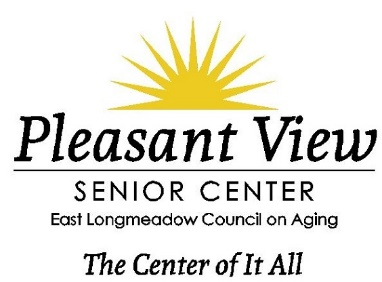 Pleasant View
SENIOR CENTER
East Longmeadow Council on Aging
The Center of It All